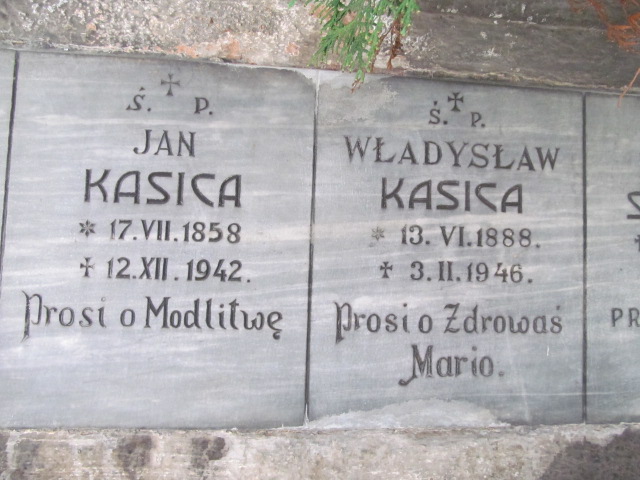 Ś. P.
JAN
KASICA
* 17.VII.1858
✝ 12.XII.1942.
Prosi o Modlitwę
Ś. P.
WŁADYSŁAW
KASICA
* 13.VI.1888.
✝ 3.II.1946.
Prosi o Zdrowaś
Mario.
PR